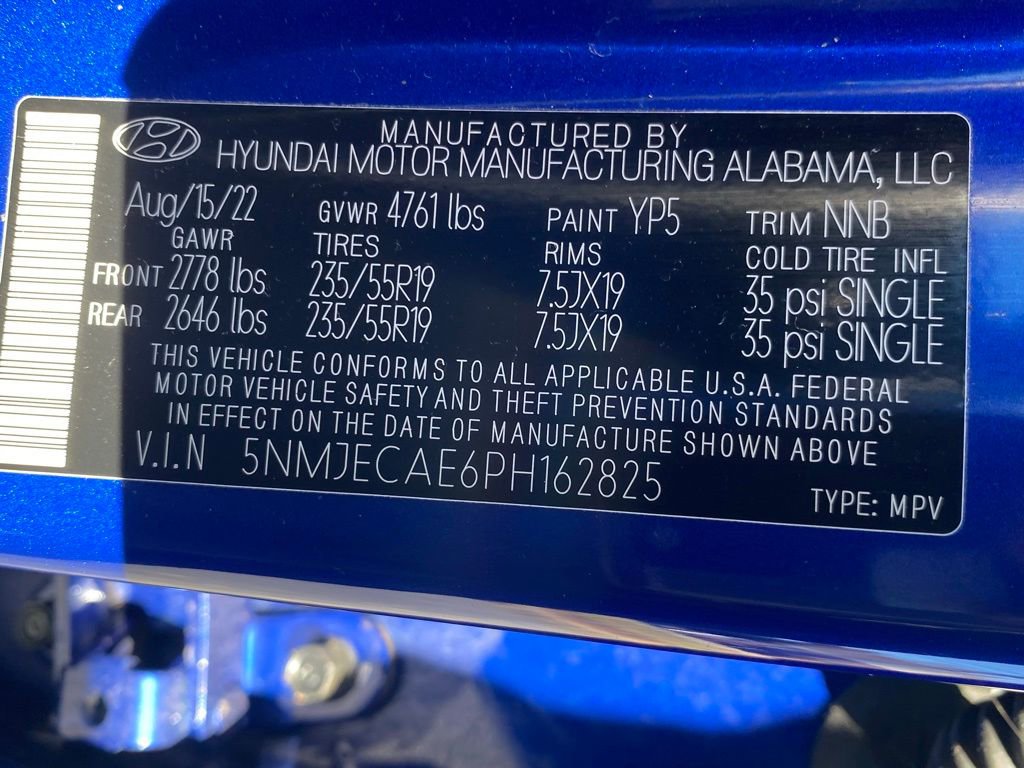 MANUFACTURED BY
HYUNDAI MOTOR MANUFACTURING ALABAMA, LLC
Aug/15/22 GVWR 4761 lbs PAINT YP5 TRIM NNB
GAWR TIRES RIMS COLD TIRE INFL
FRONT 2778 lbs 235/55R19 7.5JX19 35 psi SINGLE
REAR 2646 lbs 235/55R19 7.5JX19 35 psi SINGLE
THIS VEHICLE CONFORMS TO ALL APPLICABLE U.S.A. FEDERAL
MOTOR VEHICLE SAFETY AND THEFT PREVENTION STANDARDS
IN EFFECT ON THE DATE OF MANUFACTURE SHOWN ABOVE
V.I.N 5NMJECAE6PH162825
TYPE: MPV